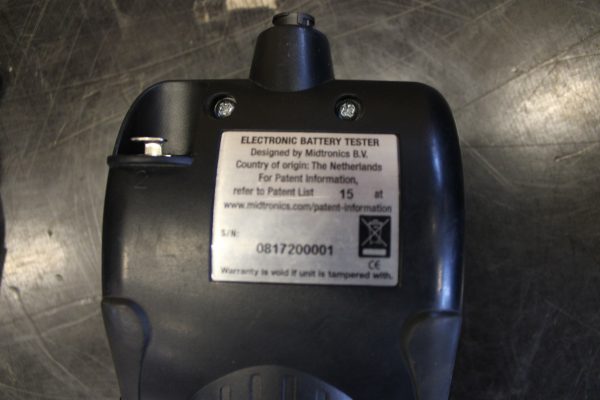 ELECTRONIC BATTERY TESTER
Designed by Midtronics B.V.
Country of origin: The Netherlands
For Patent Information,
refer to Patent List 15 at
www.midtronics.com/patent-information
S/N:
0817200001
CE
Warranty is void if unit is tampered with.